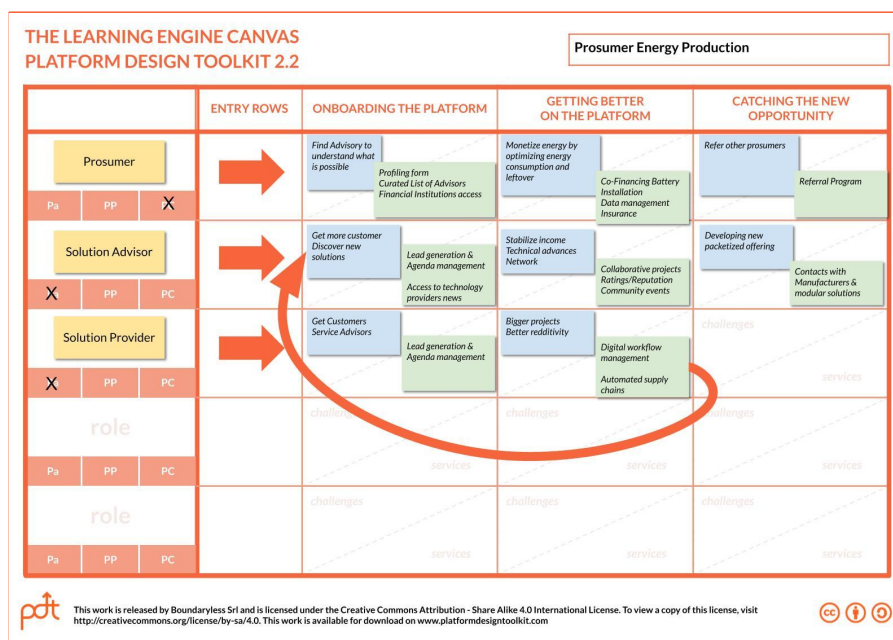 THE LEARNING ENGINE CANVAS
PLATFORM DESIGN TOOLKIT 2.2
Prosumer Energy Production
ENTRY ROWS
ONBOARDING THE PLATFORM
GETTING BETTER
ON THE PLATFORM
CATCHING THE NEW
OPPORTUNITY
Prosumer
Pa
PP
X
Find Advisory to
understand what
is possible
Profiling form
Curated List of Advisors
Financial Institutions access
Monetize energy by
optimizing energy
consumption and
leftover
Co-Financing Battery
Installation
Data management
Insurance
Refer other prosumers
Referral Program
Solution Advisor
X
PP
PC
Get more customer
Discover new
solutions
Lead generation &
Agenda management
Access to technology
providers news
Stabilize income
Technical advances
Network
Collaborative projects
Ratings/Reputation
Community events
Developing new
packetized offering
Contacts with
Manufacturers &
modular solutions
Solution Provider
X
PP
PC
Get Customers
Service Advisors
Lead generation &
Agenda management
Bigger projects
Better redditivity
Digital workflow
management
Automated supply
chains
challenges
services
role
Pa
PP
PC
challenges
services
challenges
services
challenges
services
role
Pa
PP
PC
challenges
services
challenges
services
challenges
services
pdt
This work is released by Boundaryless Srl and is licensed under the Creative Commons Attribution - Share Alike 4.0 International License. To view a copy of this license, visit
http://creativecommons.org/license/by-sa/4.0. This work is available for download on www.platformdesigntoolkit.com
cc